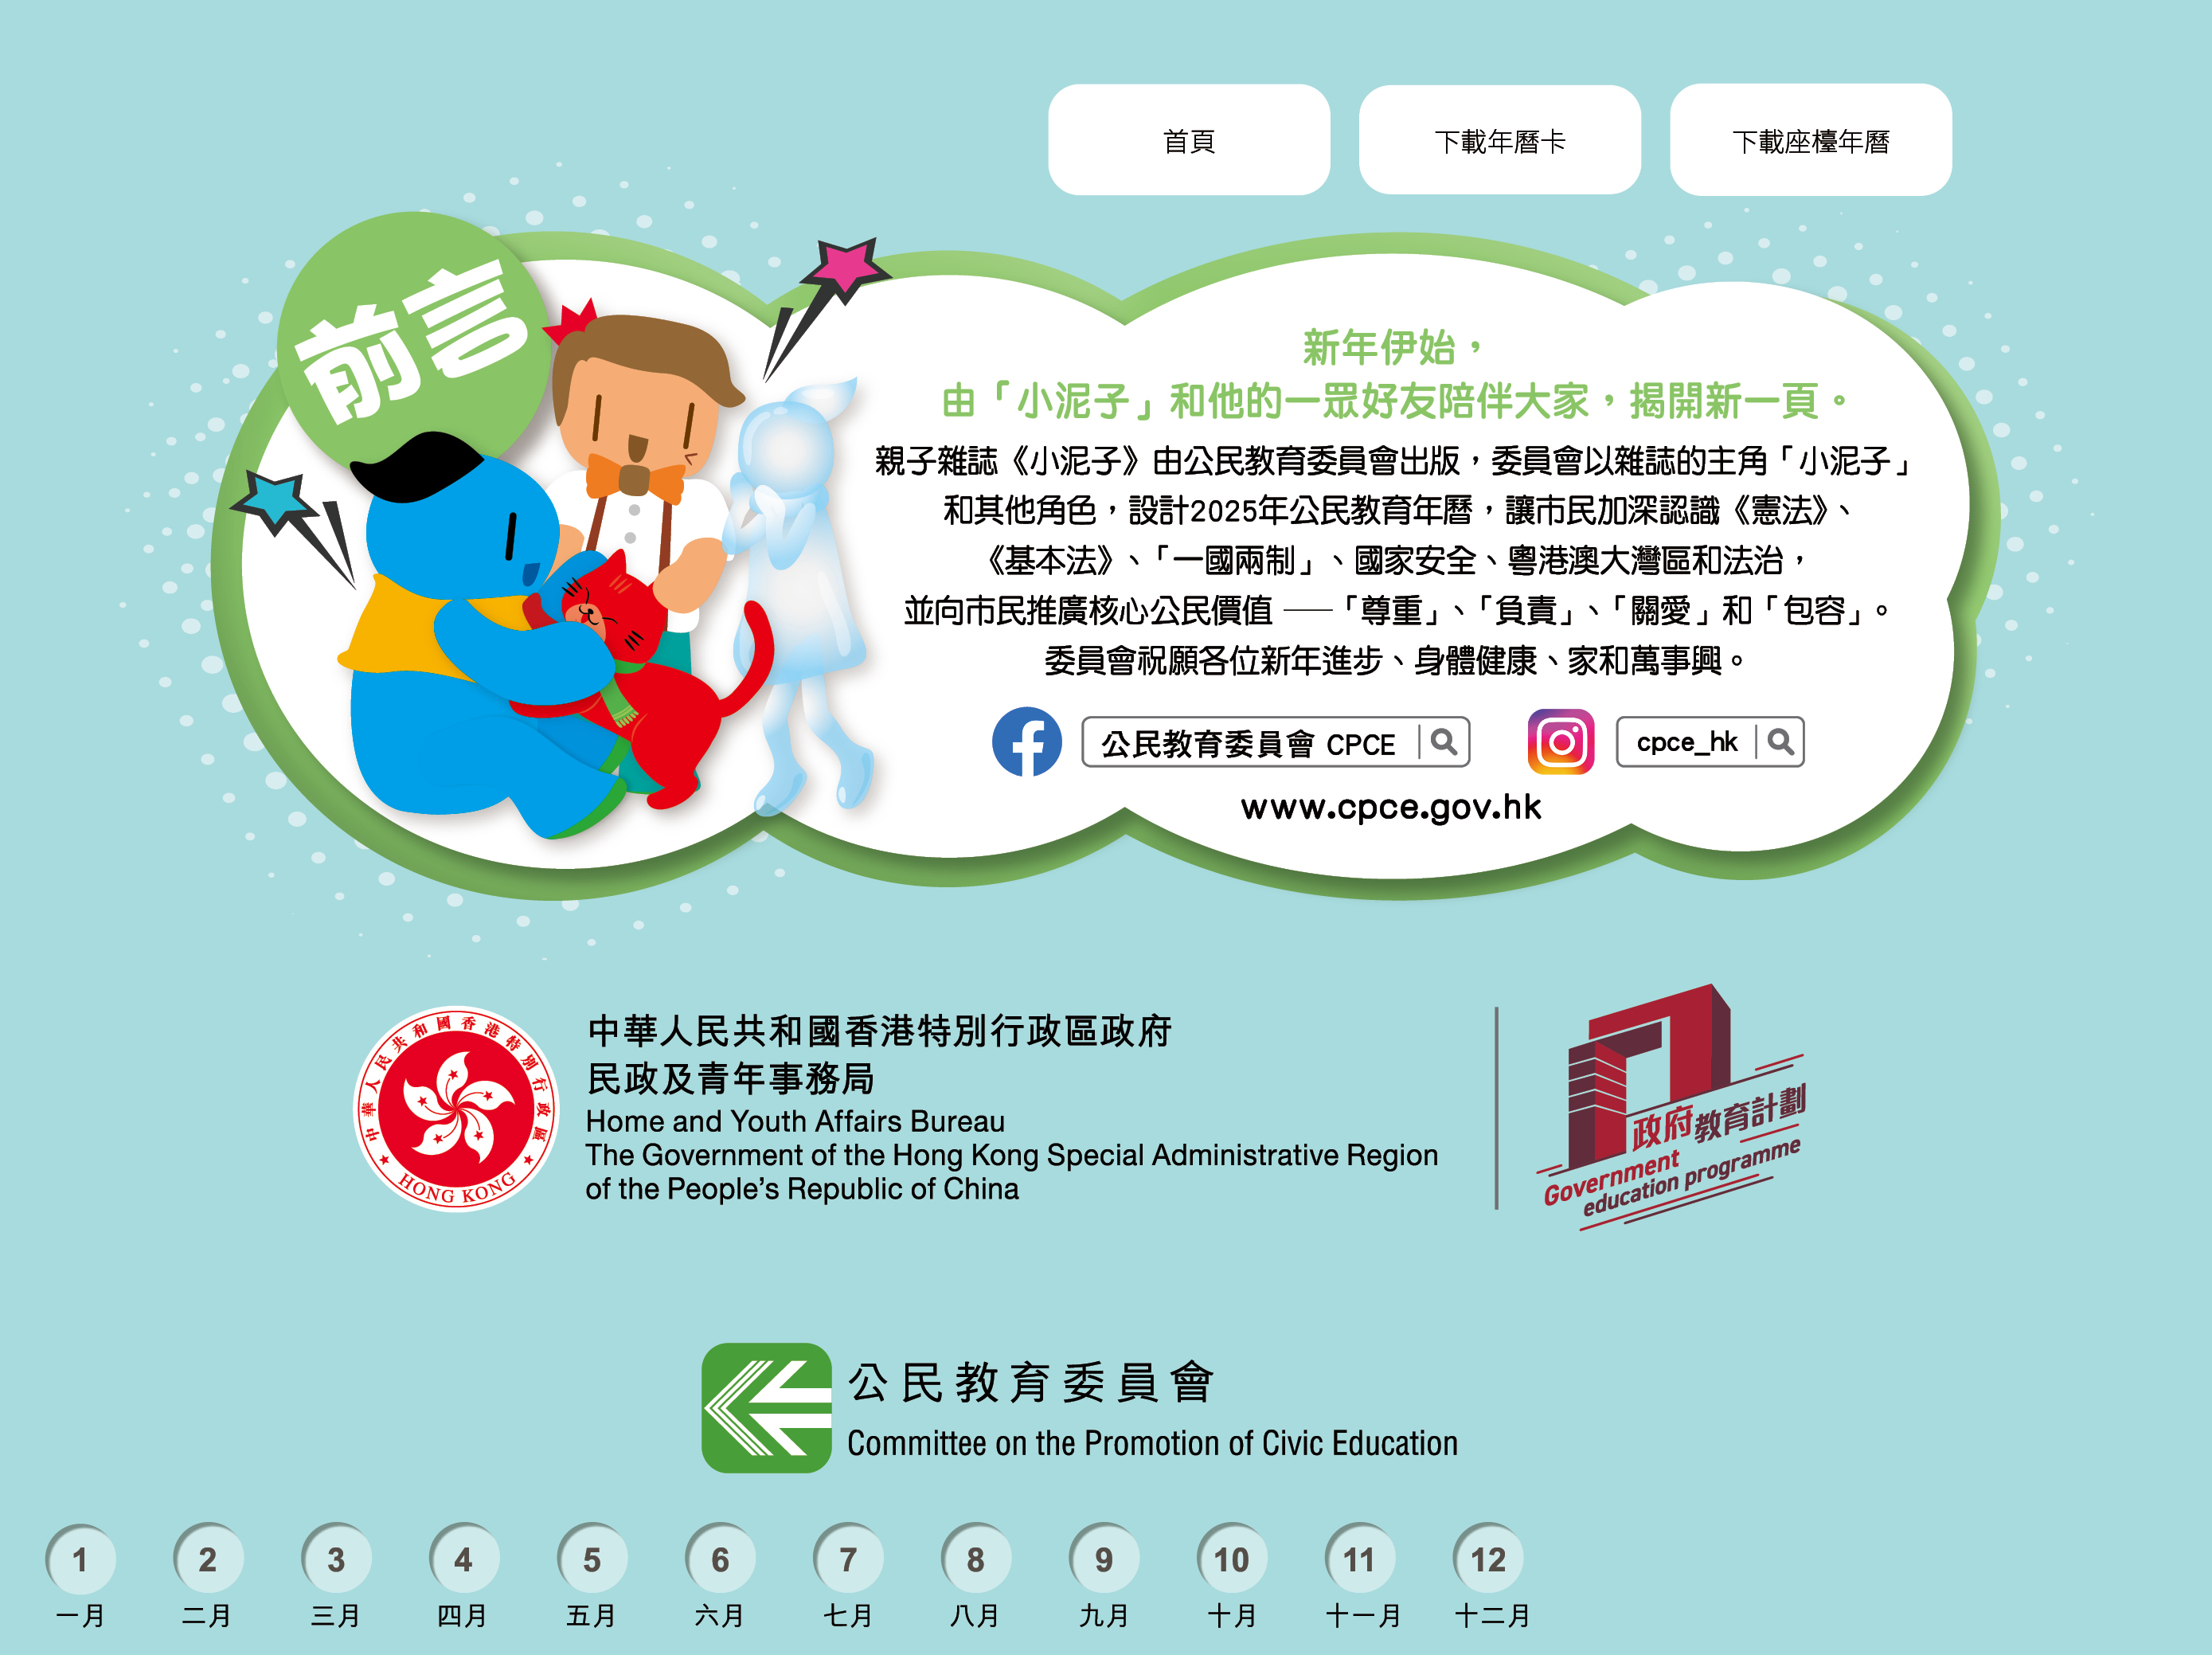 首頁
下載年曆卡
下載座檯年曆
前言
新年伊始，
由「小泥子」和他的一眾好友陪伴大家，揭開新一頁。
親子雜誌《小泥子》由公民教育委員會出版，委員會以雜誌的主角「小泥子」
和其他角色，設計2025年公民教育年曆，讓市民加深認識《憲法》、
《基本法》、「一國兩制」、國家安全、粵港澳大灣區和法治，
並向市民推廣核心公民價值 ——「尊重」、「負責」、「關愛」和「包容」。
委員會祝願各位新年進步、身體健康、家和萬事興。
公民教育委員會 CPCE
cpce_hk
www.cpce.gov.hk
中華人民共和國香港特別行政區
HONG KONG
中華人民共和國香港特別行政區政府
民政及青年事務局
Home and Youth Affairs Bureau
The Government of the Hong Kong Special Administrative Region
of the People's Republic of China
政府教育計劃
Government
education programme
公民教育委員會
Committee on the Promotion of Civic Education
1 2 3 4 5 6 7 8 9 10 11 12
一月 二月 三月 四月 五月 六月 七月 八月 九月 十月 十一月 十二月